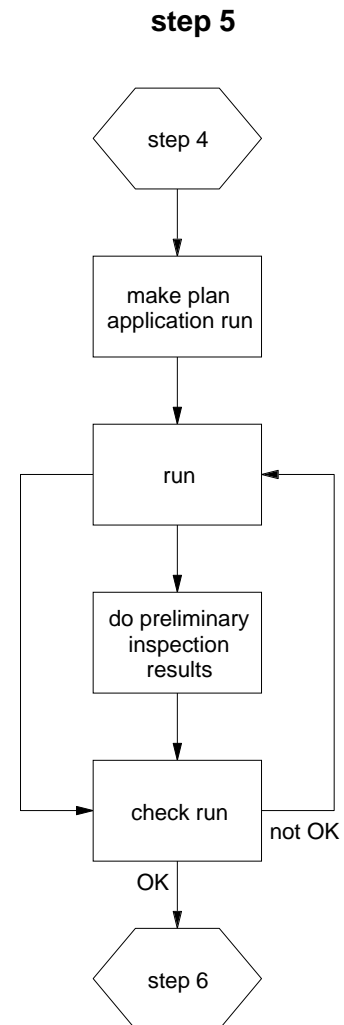 step 5
step 4
make plan
application run
run
do preliminary
inspection
results
check run
not OK
OK
step 6